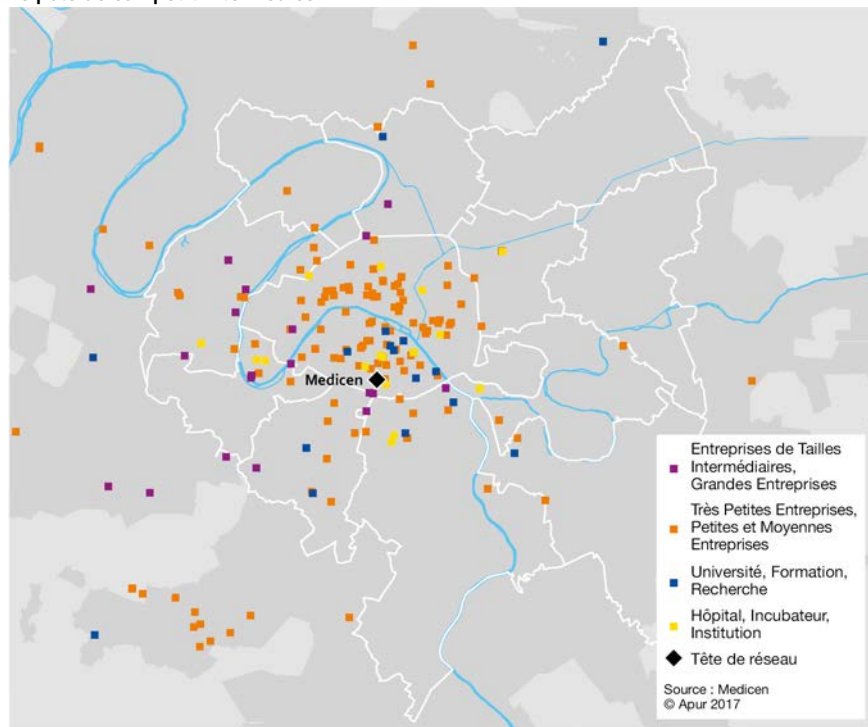 Medicen
Entreprises de Tailles
Intermédiaires,
Grandes Entreprises
Très Petites Entreprises,
Petites et Moyennes
Entreprises
Université, Formation,
Recherche
Hôpital, Incubateur,
Institution
Tête de réseau
Source : Medicen
© Apur 2017